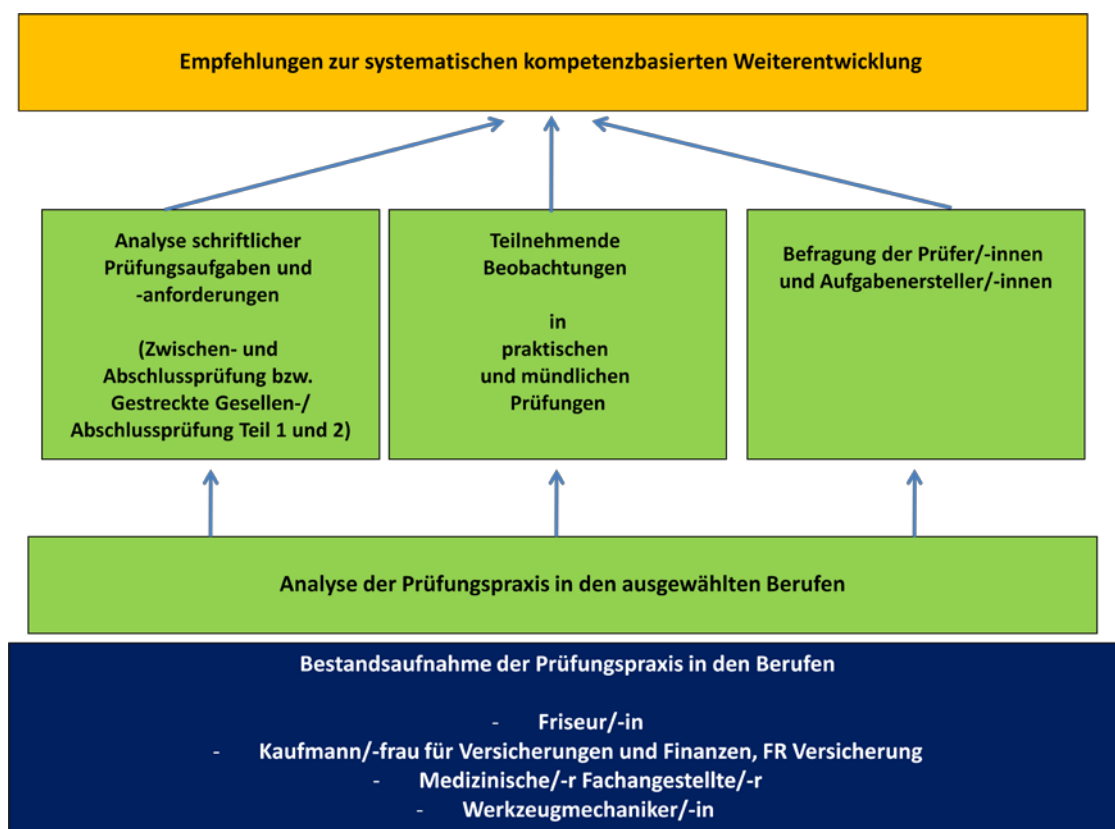 Empfehlungen zur systematischen kompetenzbasierten Weiterentwicklung
Analyse schriftlicher
Prüfungsaufgaben und
-anforderungen
(Zwischen- und
Abschlussprüfung bzw.
Gestreckte Gesellen-/
Abschlussprüfung Teil 1 und 2)
Teilnehmende
Beobachtungen
in
praktischen
und mündlichen
Prüfungen
Befragung der Prüfer/-innen
und Aufgabenersteller/-innen
Analyse der Prüfungspraxis in den ausgewählten Berufen
Bestandsaufnahme der Prüfungspraxis in den Berufen
- Friseur/-in
- Kaufmann/-frau für Versicherungen und Finanzen, FR Versicherung
- Medizinische/-r Fachangestellte/-r
- Werkzeugmechaniker/-in